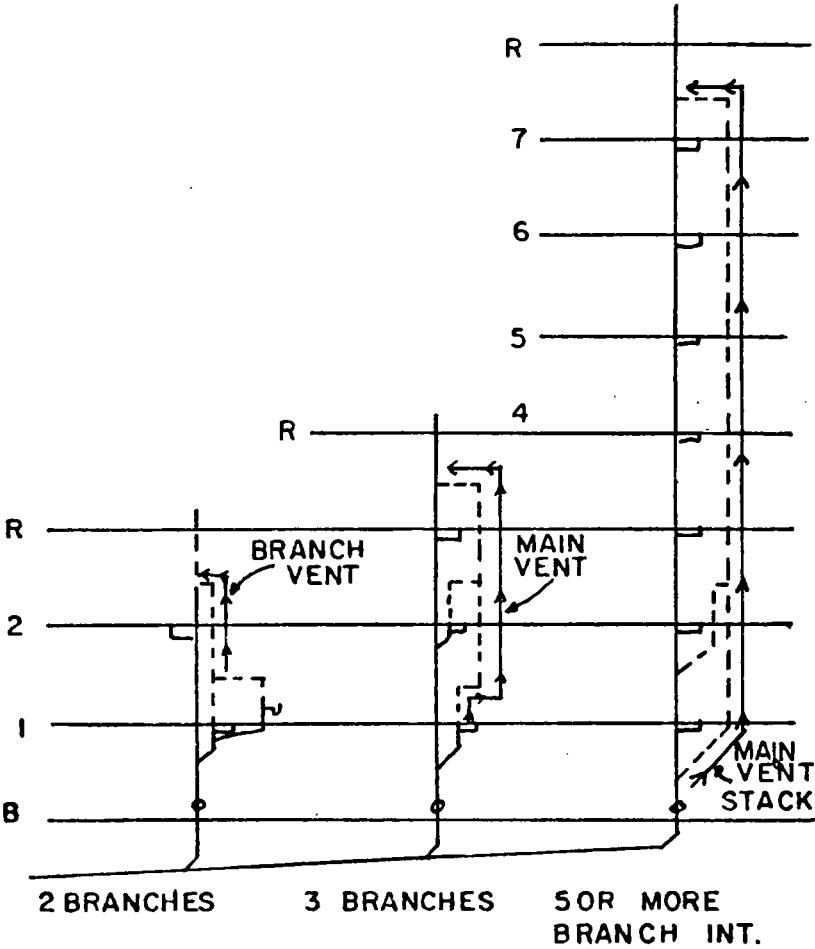 R
7
6
5
4
R
R
BRANCH
VENT
MAIN
VENT
2
1
MAIN
VENT
STACK
B
2 BRANCHES
3 BRANCHES
5 OR MORE
BRANCH INT.